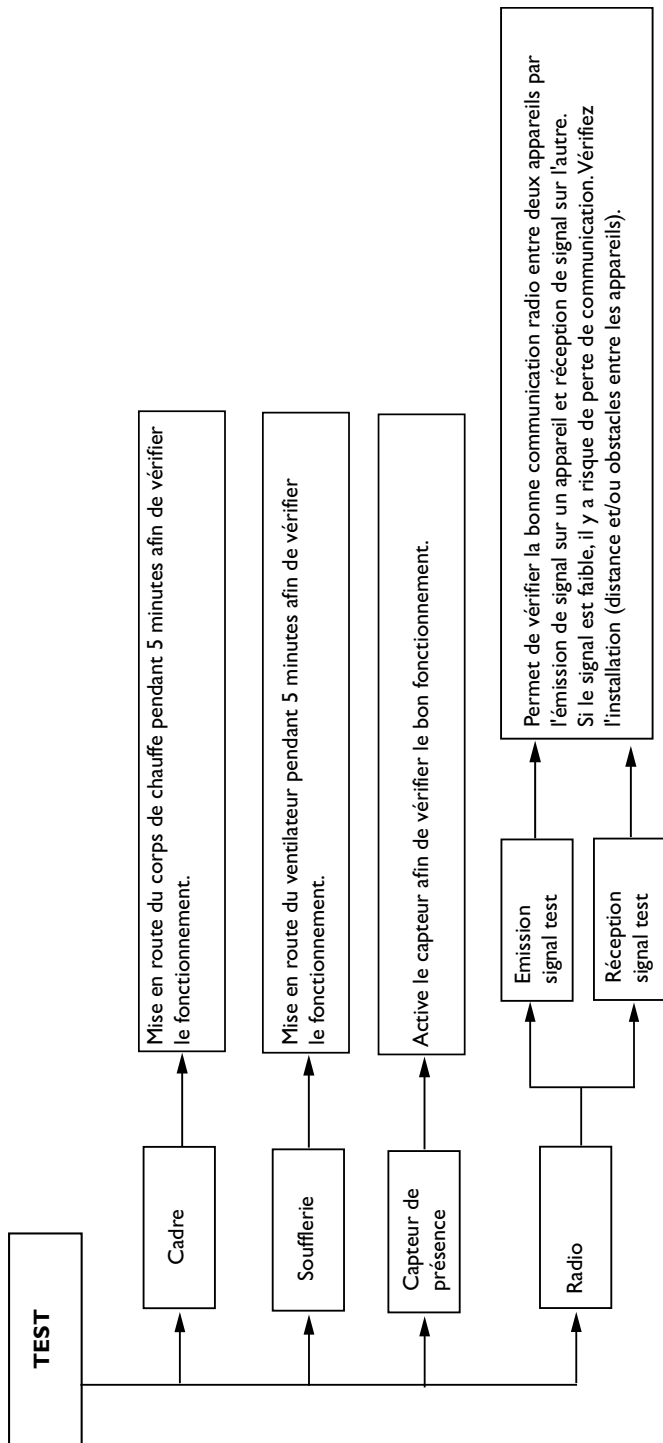 TEST
Cadre
Mise en route du corps de chauffe pendant 5 minutes afin de vérifier
le fonctionnement.
Soufflerie
Mise en route du ventilateur pendant 5 minutes afin de vérifier
le fonctionnement.
Capteur de
présence
Active le capteur afin de vérifier le bon fonctionnement.
Radio
Emission
signal test
Réception
signal test
Permet de vérifier la bonne communication radio entre deux appareils par
l'émission de signal sur un appareil et réception de signal sur l'autre.
Si le signal est faible, il y a risque de perte de communication. Vérifiez
l'installation (distance et/ou obstacles entre les appareils).